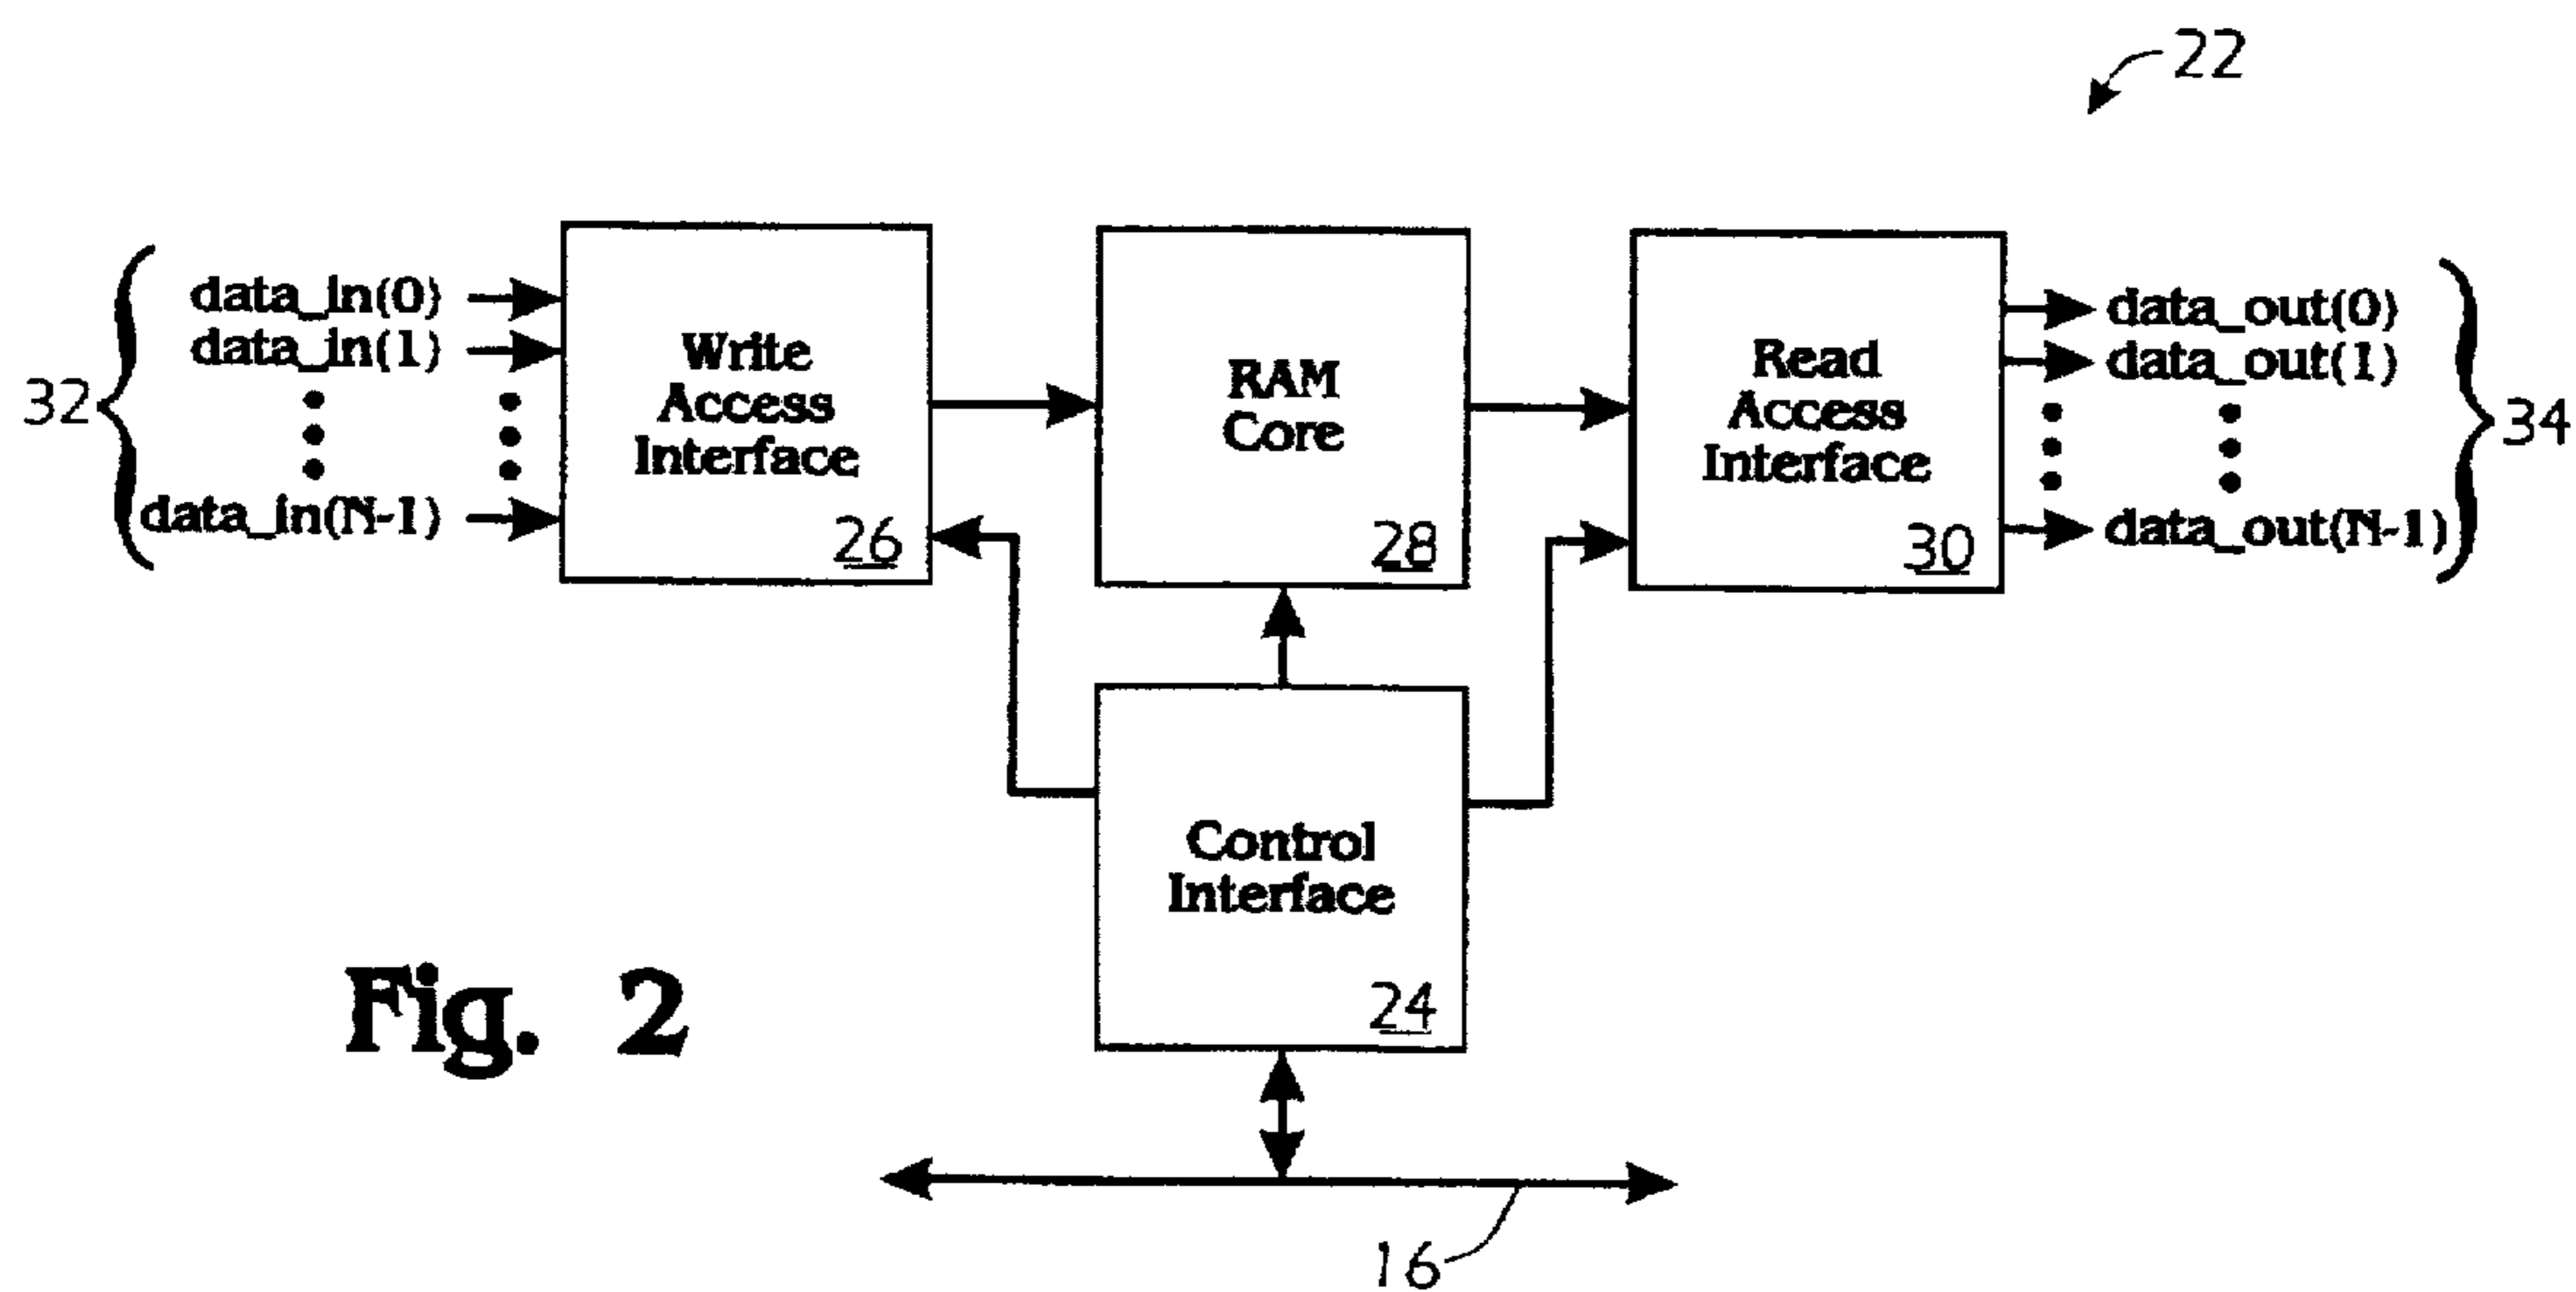 22
32
data_in(0)
data_in(1)
data_in(N-1)
Write
Access
Interface
26
RAM
Core
28
Read
Access
Interface
30
data_out(0)
data_out(1)
data_out(N-1)
34
Control
Interface
24
Fig. 2
16